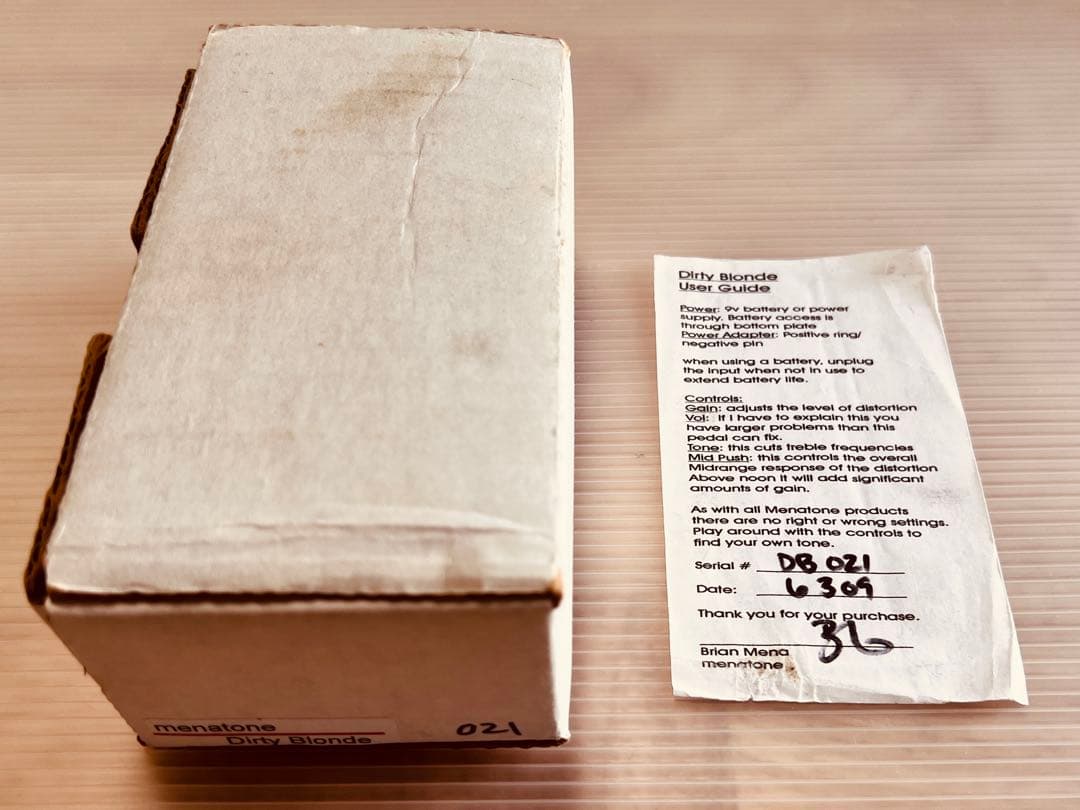 menatone
Dirty Blonde
021
Dirty Blonde
User Guide
Power: 9v battery or power
supply. Battery access is
through bottom plate
Power Adapter: Positive ring/
negative pin
when using a battery, unplug
the input when not in use to
extend battery life.
Controls:
Gain: adjusts the level of distortion
Vol: If I have to explain this you
have larger problems than this
pedal can fix.
Tone: this cuts treble frequencies
Mid Push: this controls the overall
Midrange response of the distortion
Above noon it will add significant
amounts of gain.
As with all Menatone products
there are no right or wrong settings.
Play around with the controls to
find your own tone.
Serial # DB 021
Date: 6 3 09
Thank you for your purchase.
Brian Mena
menatone